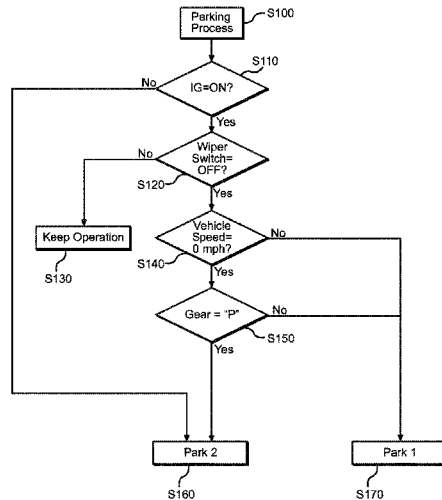 Parking
Process
S100
S110
No
IG=ON?
Yes
Wiper
Switch=
OFF?
No
S120
Yes
Keep Operation
S130
Vehicle
Speed=
0 mph?
No
S140
Yes
Gear = "P"
No
S150
Yes
Park 2
S160
Park 1
S170